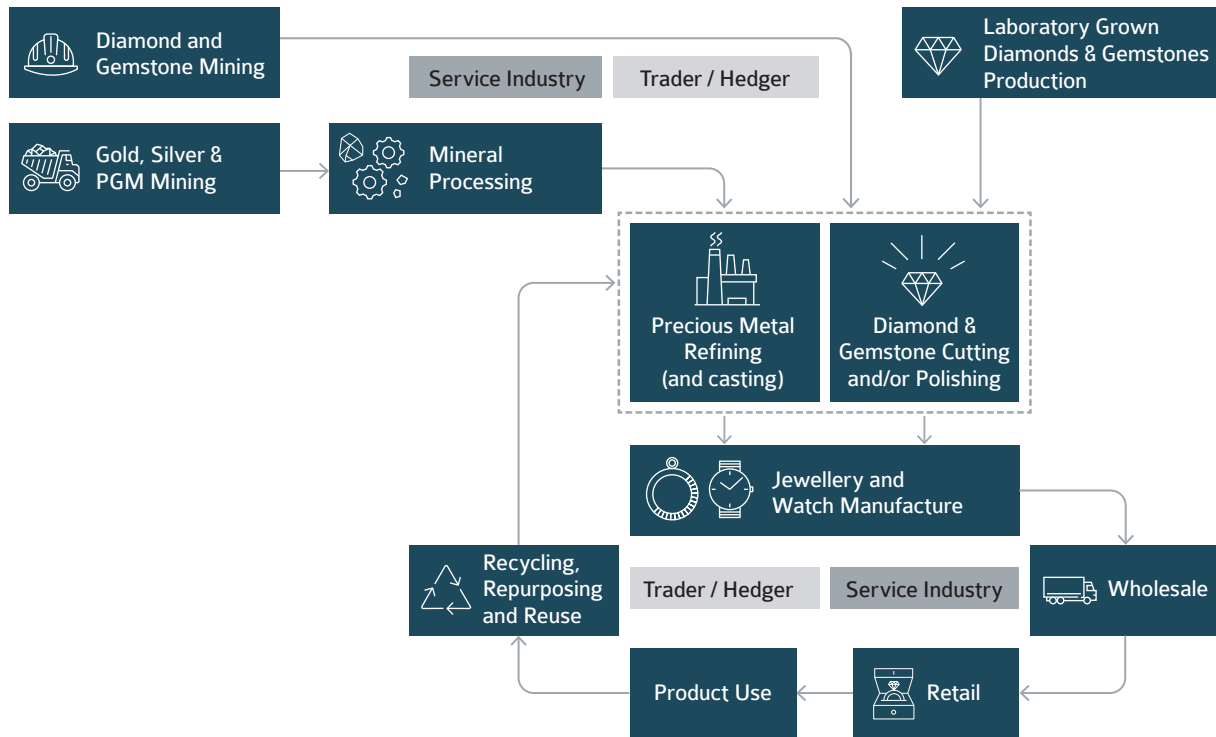 Diamond and
Gemstone Mining
Service Industry
Trader / Hedger
Laboratory Grown
Diamonds & Gemstones
Production
Gold, Silver &
PGM Mining
Mineral
Processing
Precious Metal
Refining
(and casting)
Diamond &
Gemstone Cutting
and/or Polishing
Jewellery and
Watch Manufacture
Recycling,
Repurposing
and Reuse
Trader / Hedger
Service Industry
Wholesale
Product Use
Retail